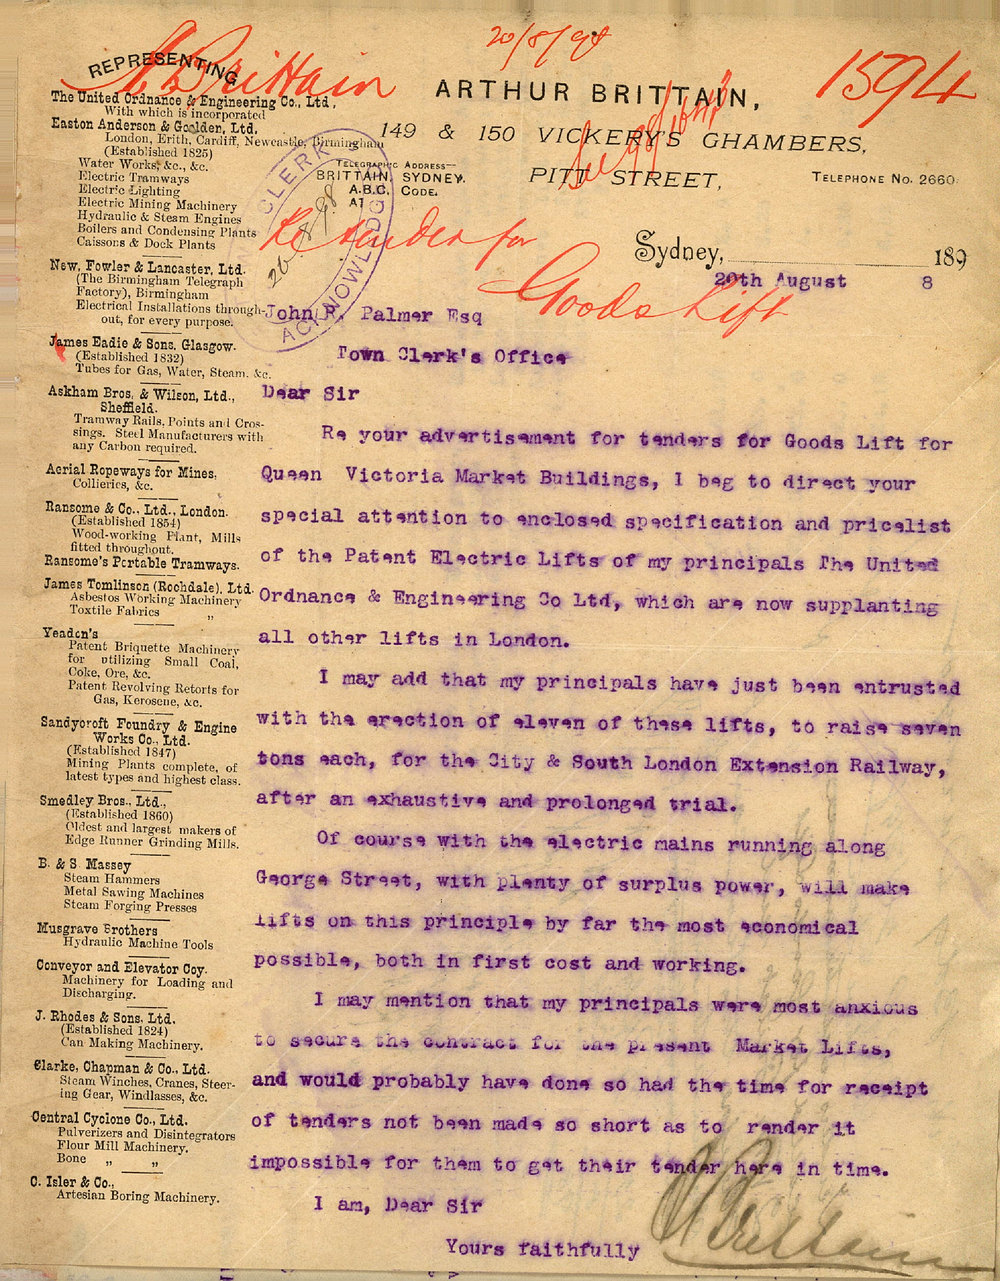 20/8/98
A Brittain
1594
REPRESENTING
ARTHUR BRITTAIN,
149 & 150 VICKERY'S CHAMBERS,
PITT STREET,
TELEGRAPHIC ADDRESS—
BRITTAIN, SYDNEY.
A.B.C. CODE.
A1
TELEPHONE No. 2660
CLERK
ACKNOWLEDG
Re tender for
Goods Lift
Sydney, 189
20th August 8
The United Ordnance & Engineering Co., Ltd.,
With which is incorporated
Easton Anderson & Goolden, Ltd.
London, Erith, Cardiff, Newcastle, Birmingham
(Established 1825)
Water Works, &c., &c.
Electric Tramways
Electric Lighting
Electric Mining Machinery
Hydraulic & Steam Engines
Boilers and Condensing Plants
Caissons & Dock Plants
New, Fowler & Lancaster, Ltd.
(The Birmingham Telegraph
Factory), Birmingham
Electrical Installations through-
out, for every purpose.
James Eadie & Sons, Glasgow.
(Established 1832)
Tubes for Gas, Water, Steam. &c.
Askham Bros. & Wilson, Ltd.,
Sheffield.
Tramway Rails, Points and Cros-
sings. Steel Manufacturers with
any Carbon required.
Aerial Ropeways for Mines,
Collieries, &c.
Ransome & Co., Ltd., London.
(Established 1854)
Wood-working Plant, Mills
fitted throughout.
Ransome's Portable Tramways.
James Tomlinson (Rochdale), Ltd.
Asbestos Working Machinery
Textile Fabrics „
Yeadon's
Patent Briquette Machinery
for utilizing Small Coal,
Coke, Ore, &c.
Patent Revolving Retorts for
Gas, Kerosene, &c.
Sandycroft Foundry & Engine
Works Co., Ltd.
(Established 1847)
Mining Plants complete, of
latest types and highest class.
Smedley Bros., Ltd.,
(Established 1860)
Oldest and largest makers of
Edge Runner Grinding Mills.
B. & S. Massey
Steam Hammers
Metal Sawing Machines
Steam Forging Presses
Musgrave Brothers
Hydraulic Machine Tools
Conveyor and Elevator Coy.
Machinery for Loading and
Discharging.
J. Rhodes & Sons, Ltd.
(Established 1824)
Can Making Machinery.
Clarke, Chapman & Co., Ltd.
Steam Winches, Cranes, Steer-
ing Gear, Windlasses, &c.
Central Cyclone Co., Ltd.
Pulverizers and Disintegrators
Flour Mill Machinery.
Bone „ „
C. Isler & Co.,
Artesian Boring Machinery.
John Palmer Esq
Town Clerk's Office
Dear Sir
Re your advertisement for tenders for Goods Lift for
Queen Victoria Market Buildings, I beg to direct your
special attention to enclosed specification and pricelist
of the Patent Electric Lifts of my principals The United
Ordnance & Engineering Co Ltd, which are now supplanting
all other lifts in London.
I may add that my principals have just been entrusted
with the erection of eleven of these lifts, to raise seven
tons each, for the City & South London Extension Railway,
after an exhaustive and prolonged trial.
Of course with the electric mains running along
George Street, with plenty of surplus power, will make
lifts on this principle by far the most economical
possible, both in first cost and working.
I may mention that my principals were most anxious
to secure the contract for the present Market Lifts,
and would probably have done so had the time for receipt
of tenders not been made so short as to render it
impossible for them to get their tender here in time.
I am, Dear Sir
Yours faithfully
A Brittain